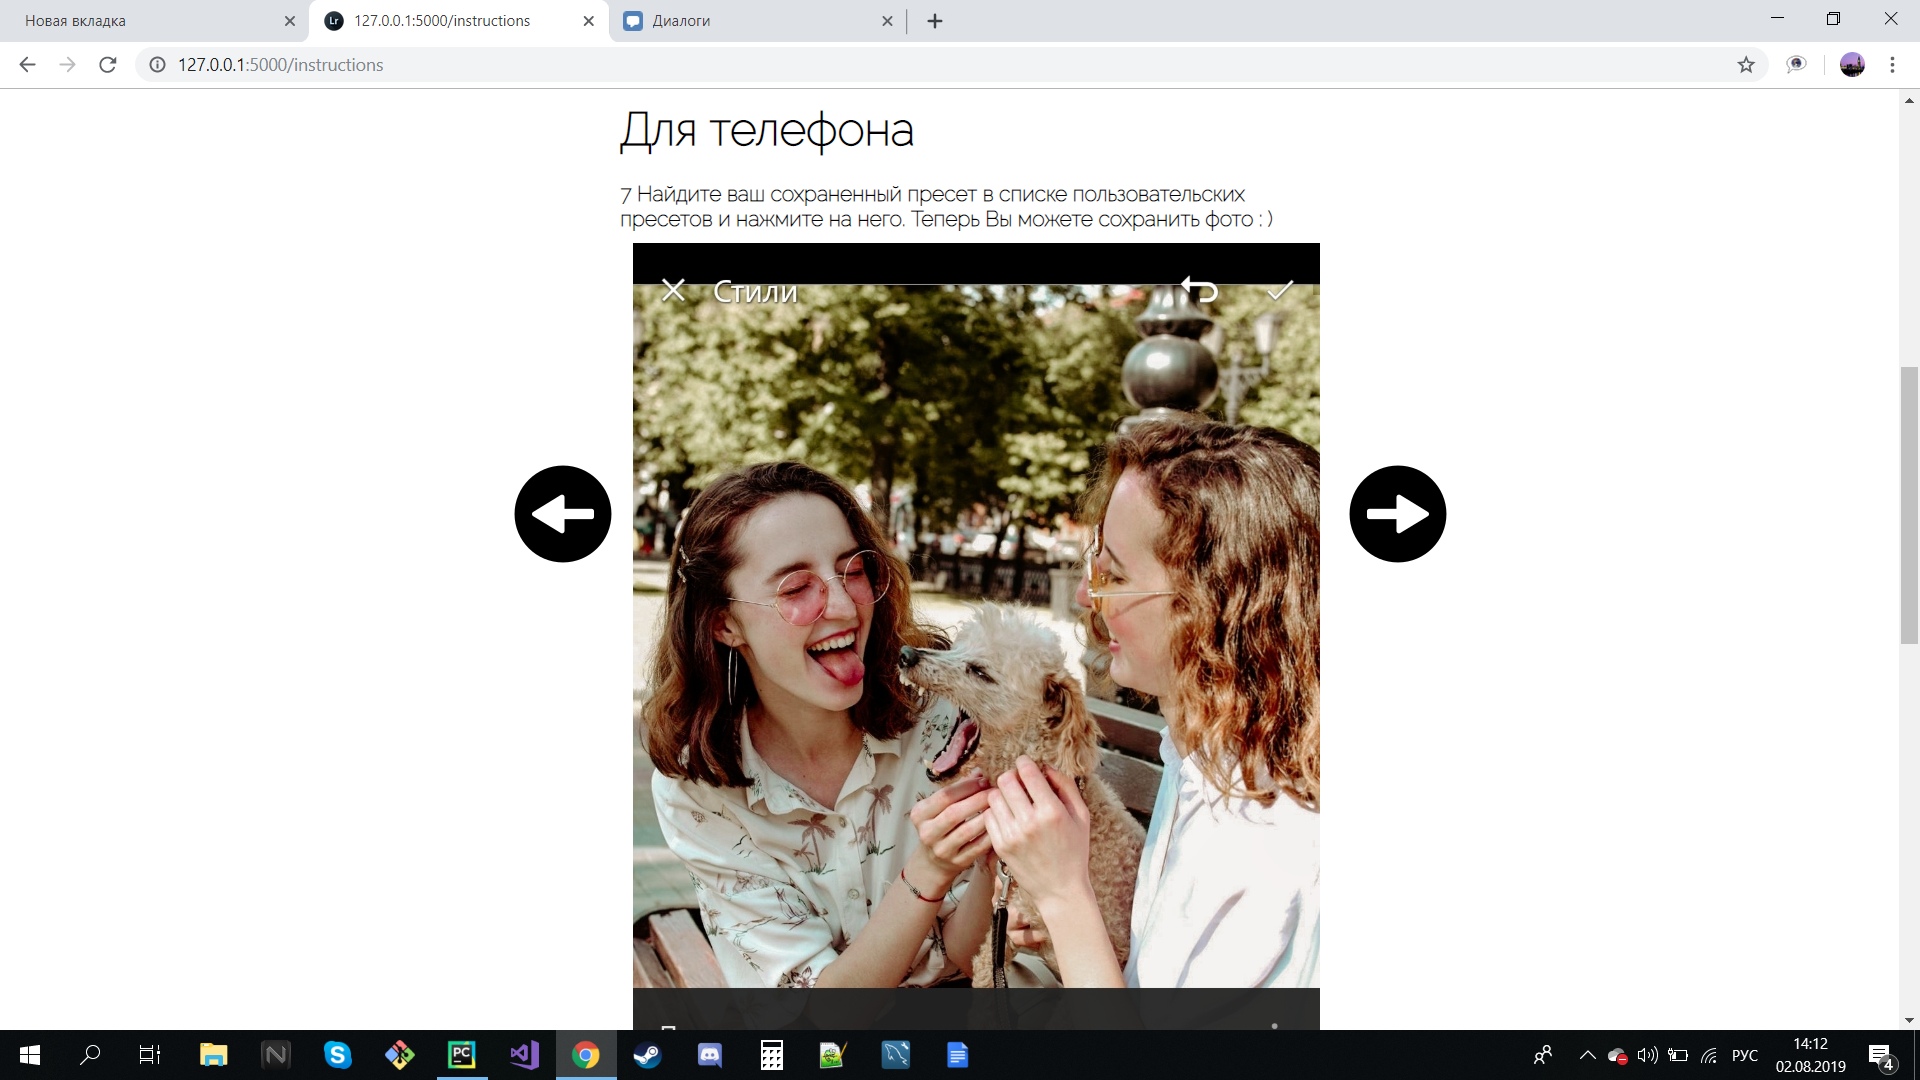 Новая вкладка
Lr
127.0.0.1:5000/instructions
Диалоги
127.0.0.1:5000/instructions
Для телефона
7 Найдите ваш сохраненный пресет в списке пользовательских
пресетов и нажмите на него. Теперь Вы можете сохранить фото : )
Стили
N
S
PC
РУС
14:12
02.08.2019
4